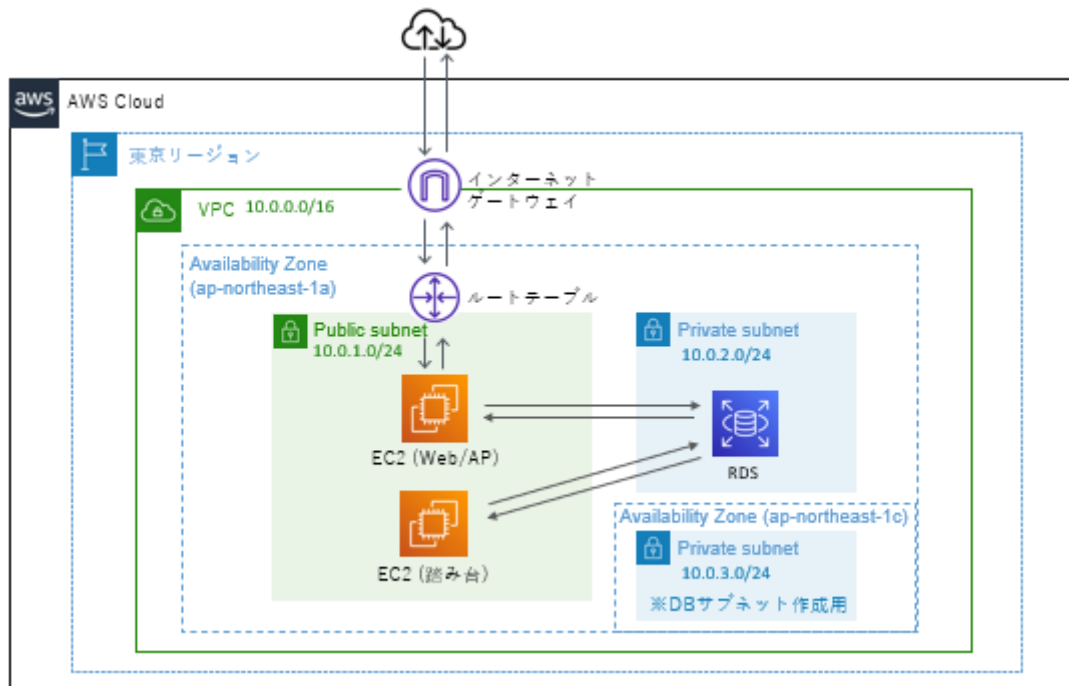 aws
AWS Cloud
東京リージョン
インターネット
ゲートウェイ
VPC 10.0.0.0/16
Availability Zone
(ap-northeast-1a)
ルートテーブル
Public subnet
10.0.1.0/24
Private subnet
10.0.2.0/24
EC2 (Web/AP)
RDS
EC2 (踏み台)
Availability Zone (ap-northeast-1c)
Private subnet
10.0.3.0/24
※DBサブネット作成用